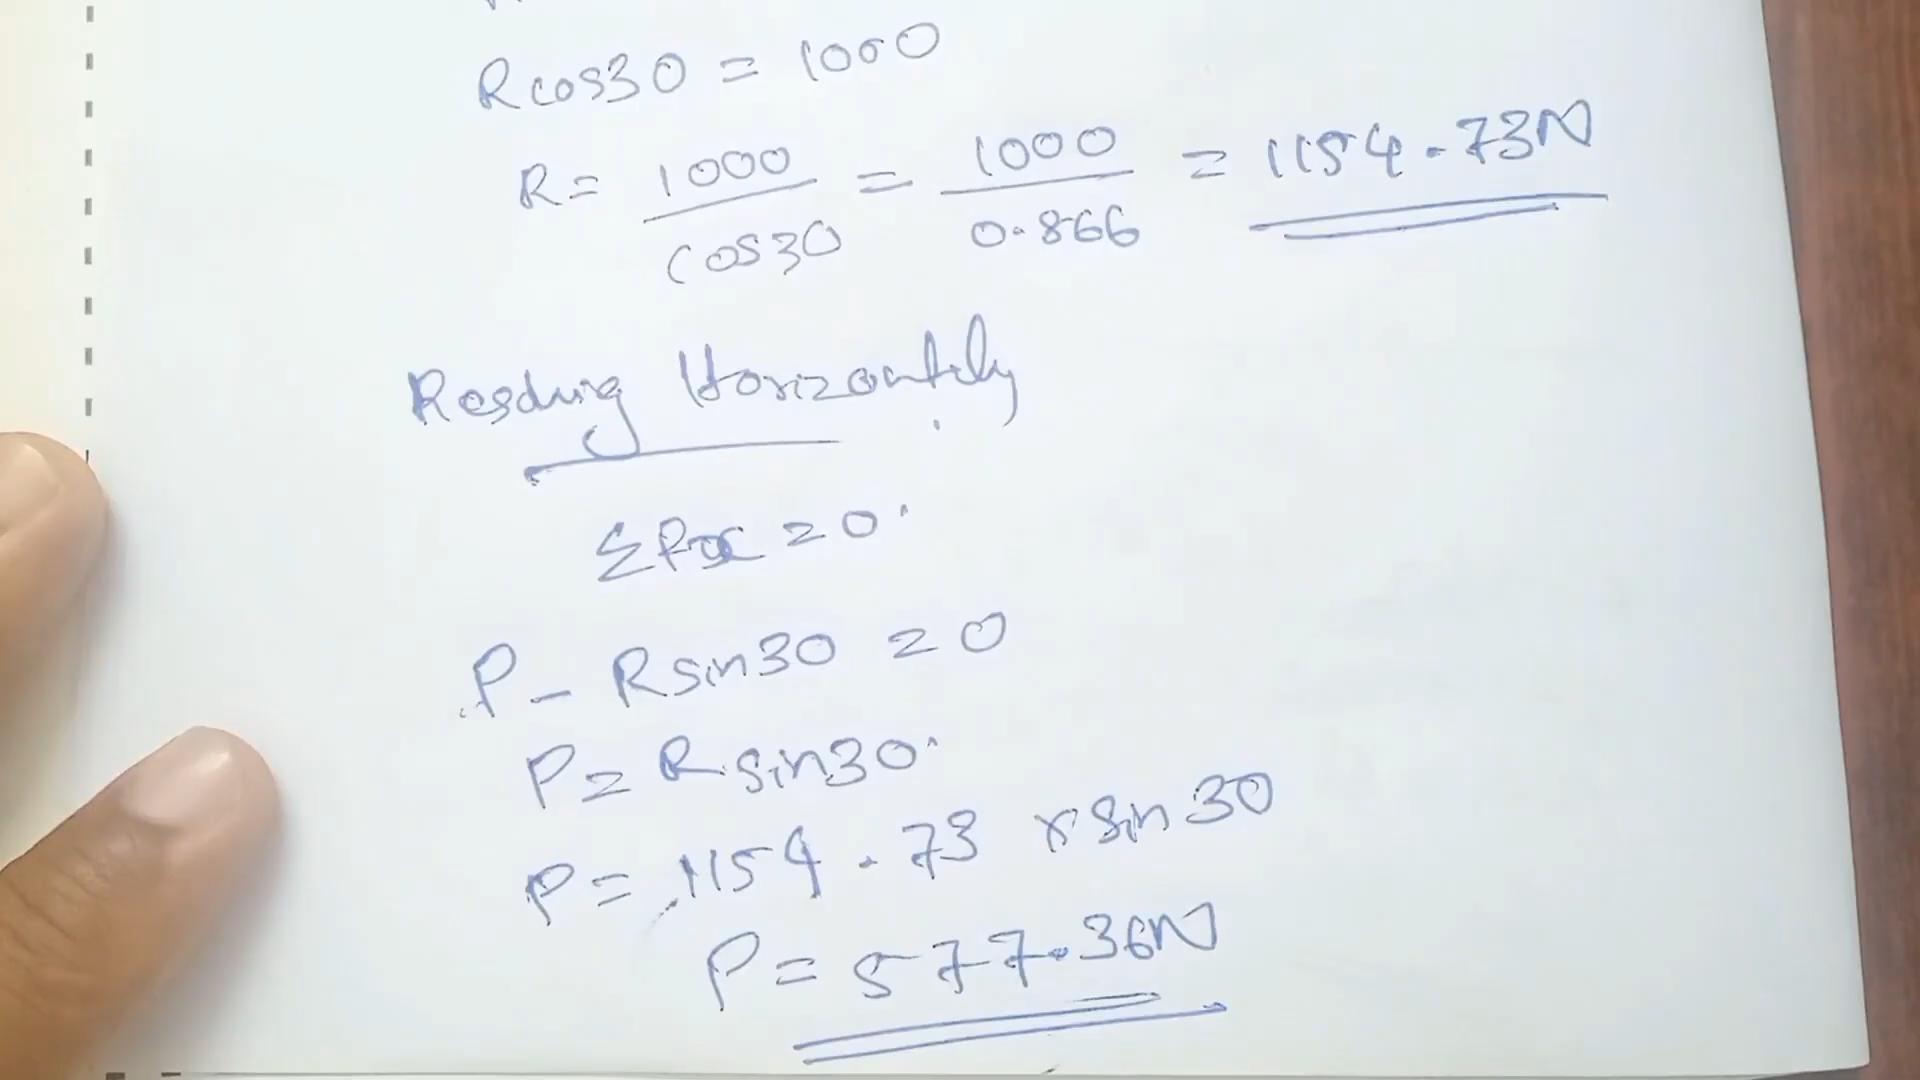 Rcos30 = 1000
R = 1000/cos30 = 1000/0.866 = 1154.73N
Resolving Horizontally
ΣFx = 0
P - Rsin30 = 0
P = Rsin30
P = 1154.73 x sin30
P = 577.36N